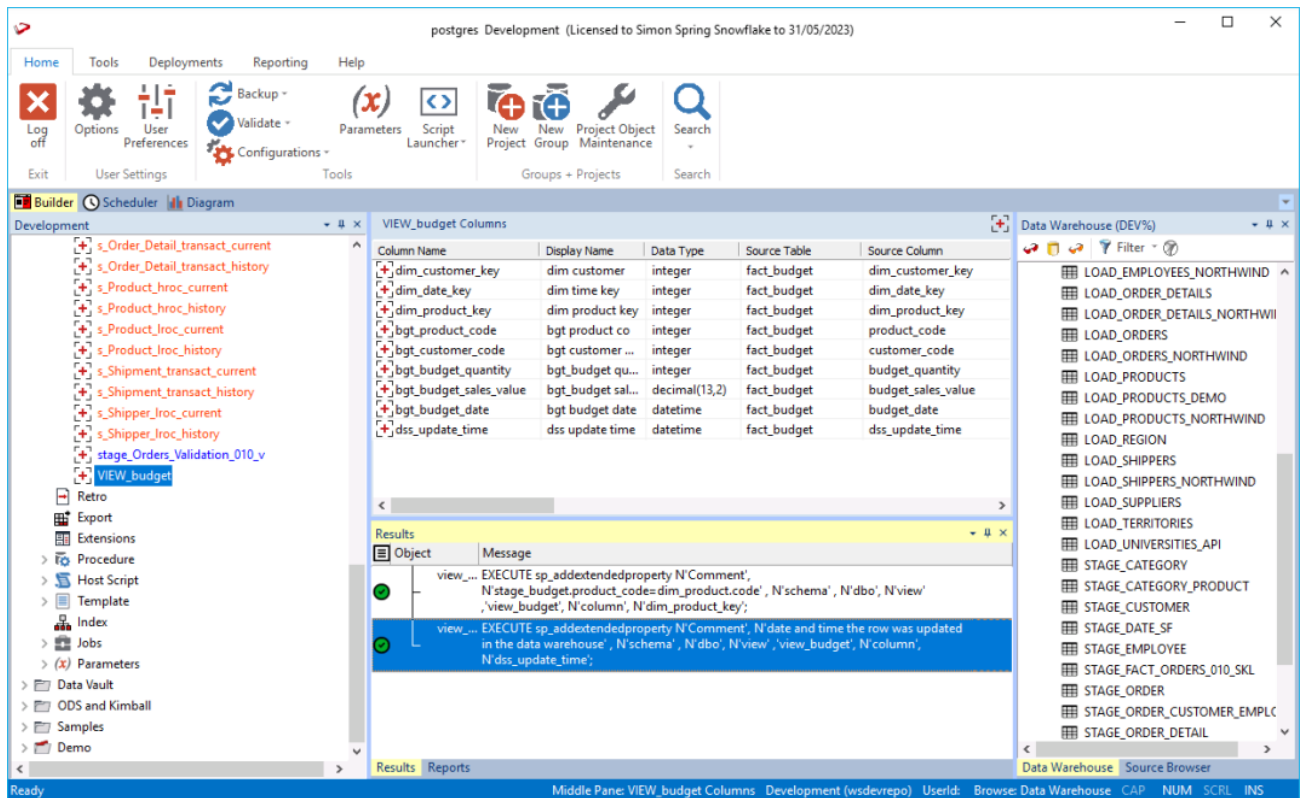 postgres Development (Licensed to Simon Spring Snowflake to 31/05/2023)
Home Tools Deployments Reporting Help
Log off
Options
User Preferences
Backup
Validate
Configurations
Parameters
Script Launcher
New Project
New Group
Project Object Maintenance
Search
Exit User Settings Tools Groups + Projects Search
Builder Scheduler Diagram
Development
s_Order_Detail_transact_current
s_Order_Detail_transact_history
s_Product_hroc_current
s_Product_hroc_history
s_Product_lroc_current
s_Product_lroc_history
s_Shipment_transact_current
s_Shipment_transact_history
s_Shipper_lroc_current
s_Shipper_lroc_history
stage_Orders_Validation_010_v
VIEW_budget
Retro
Export
Extensions
Procedure
Host Script
Template
Index
Jobs
(x) Parameters
Data Vault
ODS and Kimball
Samples
Demo
VIEW_budget Columns
Column Name Display Name Data Type Source Table Source Column
dim_customer_key dim customer integer fact_budget dim_customer_key
dim_date_key dim time key integer fact_budget dim_date_key
dim_product_key dim product key integer fact_budget dim_product_key
bgt_product_code bgt product co integer fact_budget product_code
bgt_customer_code bgt customer ... integer fact_budget customer_code
bgt_budget_quantity bgt_budget qu... integer fact_budget budget_quantity
bgt_budget_sales_value bgt_budget sal... decimal(13,2) fact_budget budget_sales_value
bgt_budget_date bgt budget date datetime fact_budget budget_date
dss_update_time dss update time datetime fact_budget dss_update_time
Results
Object Message
view_... EXECUTE sp_addextendedproperty N'Comment',
N'stage_budget.product_code=dim_product.code' , N'schema' , N'dbo', N'view'
,'view_budget', N'column', N'dim_product_key';
view_... EXECUTE sp_addextendedproperty N'Comment', N'date and time the row was updated
in the data warehouse' , N'schema' , N'dbo', N'view' ,'view_budget', N'column',
N'dss_update_time';
Results Reports
Data Warehouse (DEV%)
Filter
LOAD_EMPLOYEES_NORTHWIND
LOAD_ORDER_DETAILS
LOAD_ORDER_DETAILS_NORTHWI
LOAD_ORDERS
LOAD_ORDERS_NORTHWIND
LOAD_PRODUCTS
LOAD_PRODUCTS_DEMO
LOAD_PRODUCTS_NORTHWIND
LOAD_REGION
LOAD_SHIPPERS
LOAD_SHIPPERS_NORTHWIND
LOAD_SUPPLIERS
LOAD_TERRITORIES
LOAD_UNIVERSITIES_API
STAGE_CATEGORY
STAGE_CATEGORY_PRODUCT
STAGE_CUSTOMER
STAGE_DATE_SF
STAGE_EMPLOYEE
STAGE_FACT_ORDERS_010_SKL
STAGE_ORDER
STAGE_ORDER_CUSTOMER_EMPLC
STAGE_ORDER_DETAIL
Data Warehouse Source Browser
Ready Middle Pane: VIEW_budget Columns Development (wsdevrepo) UserId: Browse: Data Warehouse CAP NUM SCRL INS